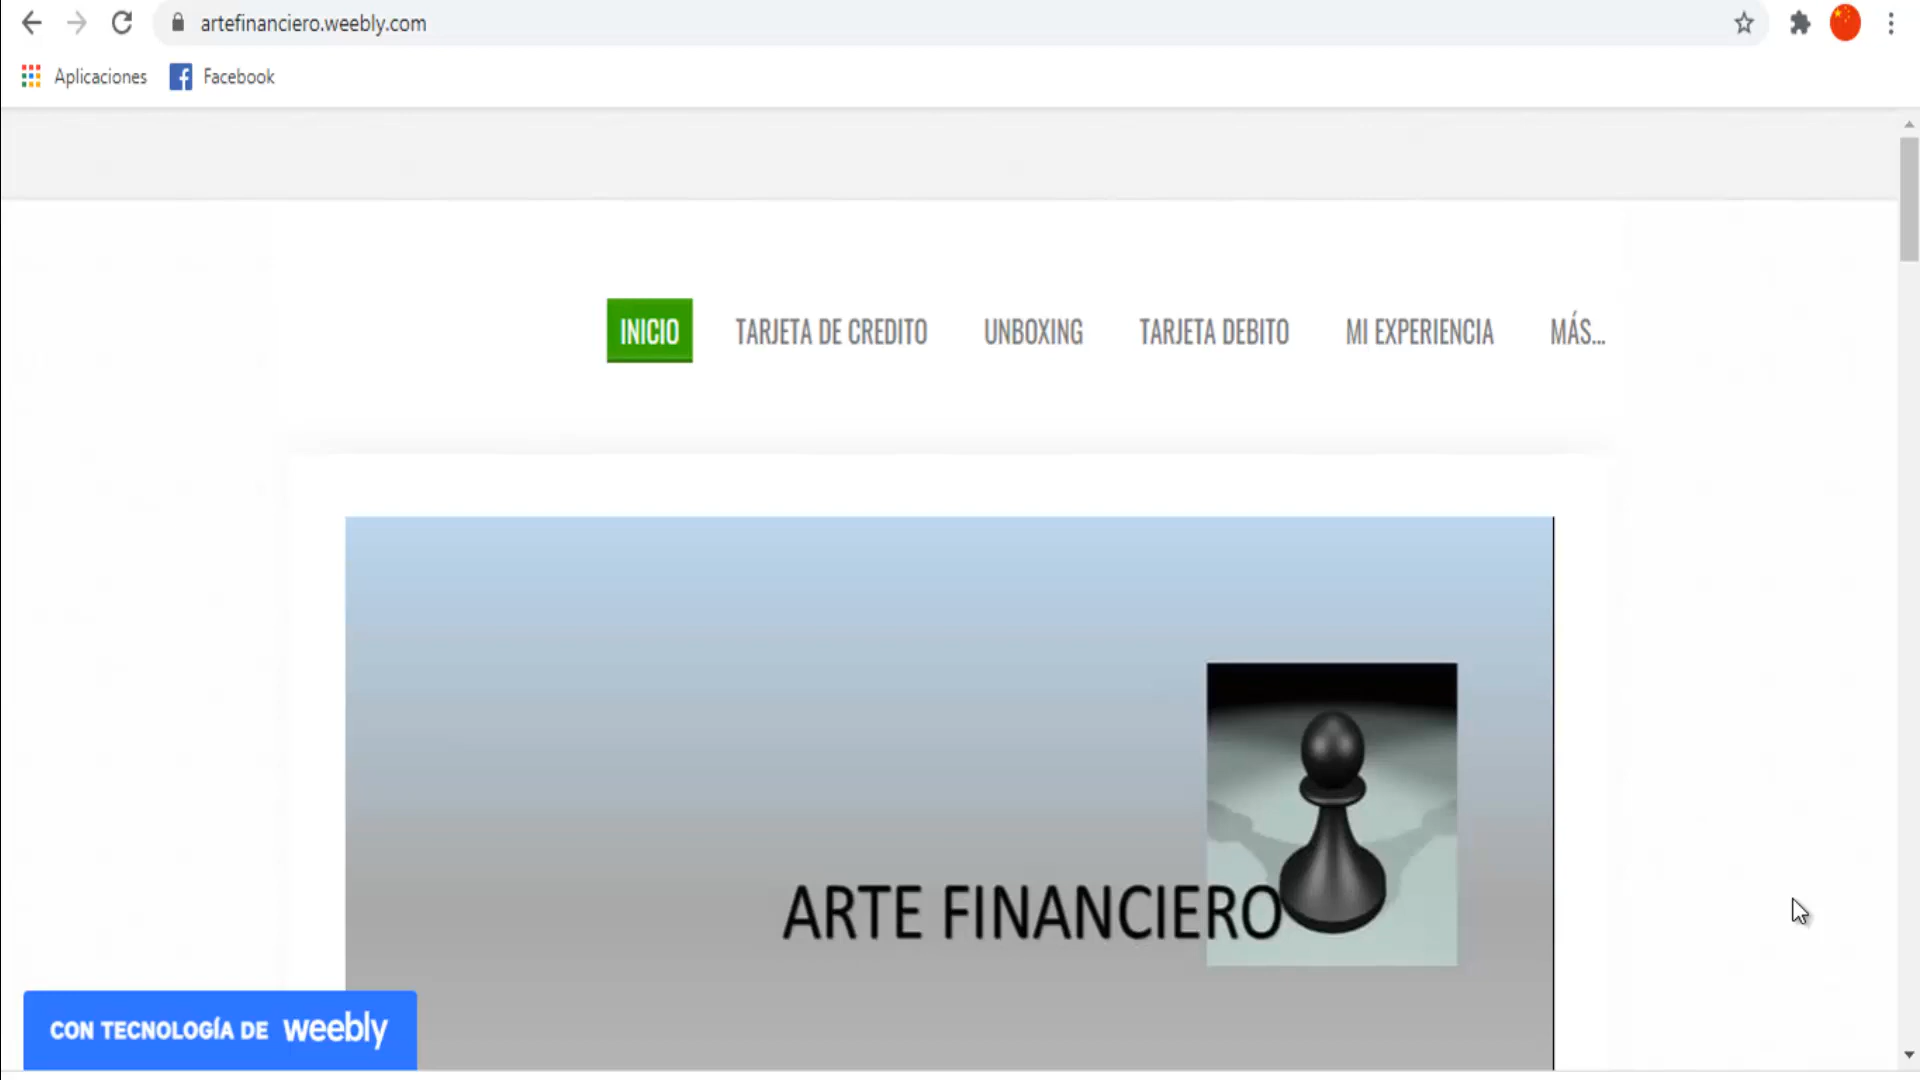 artefinanciero.weebly.com
Aplicaciones Facebook
INICIO TARJETA DE CREDITO UNBOXING TARJETA DEBITO MI EXPERIENCIA MÁS...
ARTE FINANCIERO
CON TECNOLOGÍA DE weebly